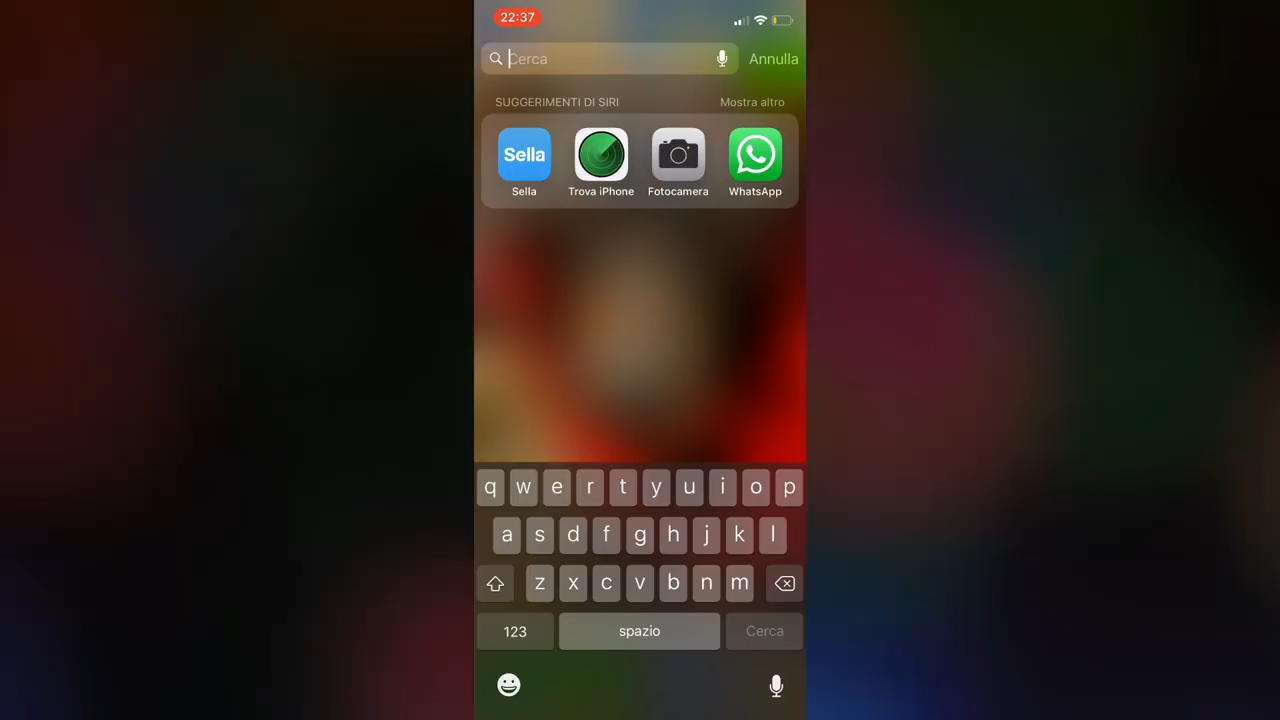 22:37
Cerca
Annulla
SUGGERIMENTI DI SIRI
Mostra altro
Sella
Sella
Trova iPhone
Fotocamera
WhatsApp
q w e r t y u i o p
a s d f g h j k l
z x c v b n m
123
spazio
Cerca